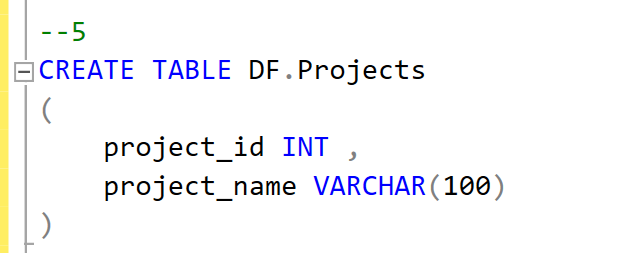 --5
CREATE TABLE DF.Projects
(
project_id INT ,
project_name VARCHAR(100)
)